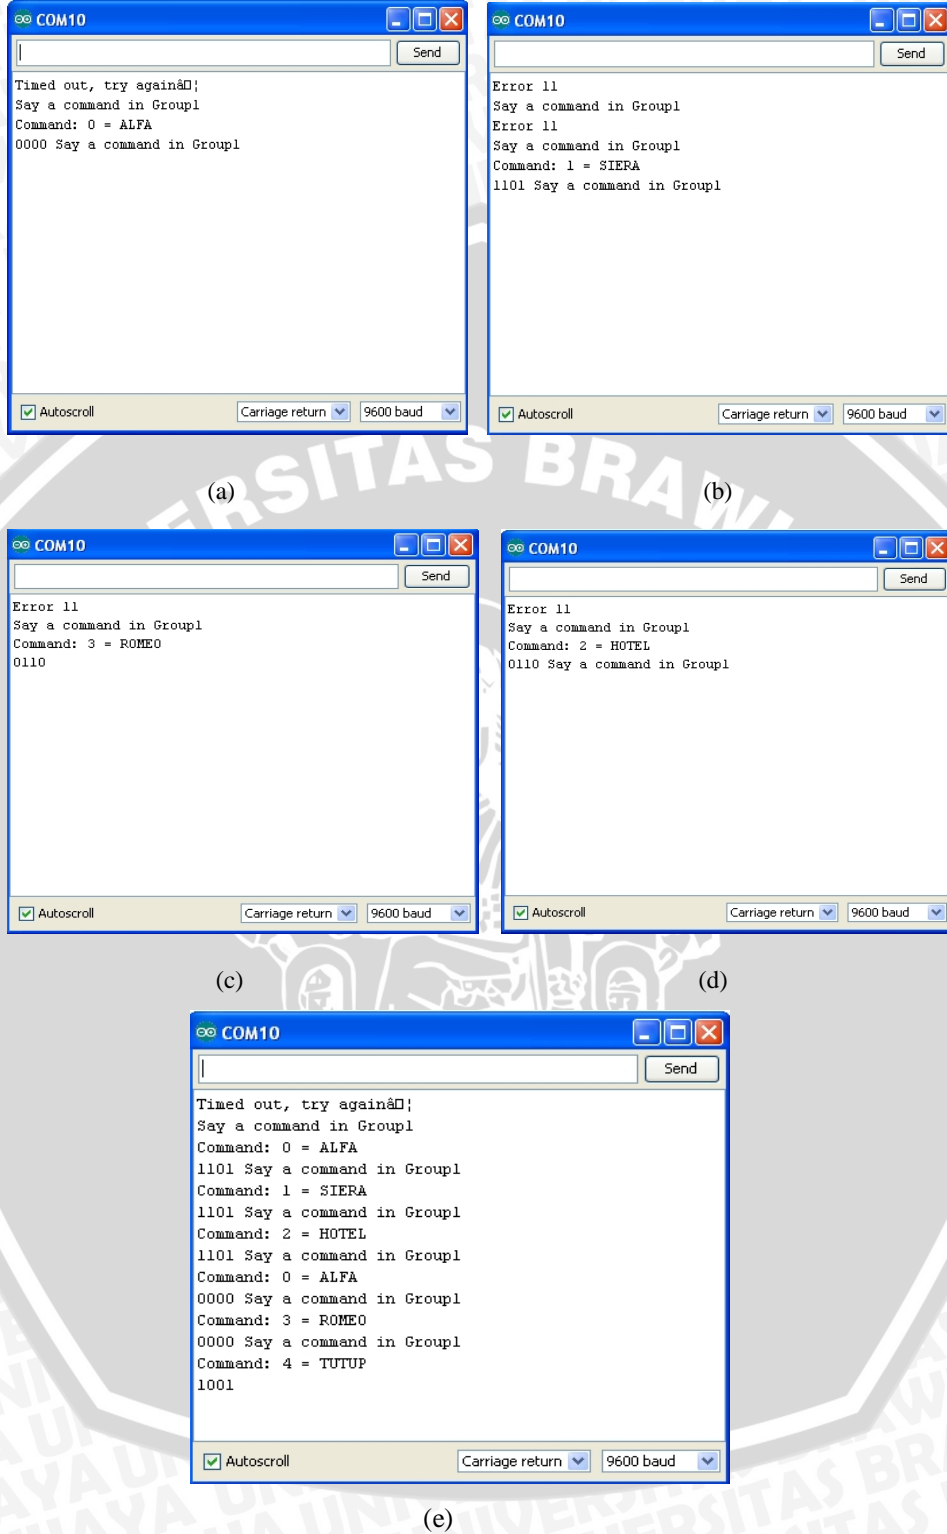 COM10
Send
Timed out, try againâ□¦
Say a command in Group1
Command: 0 = ALFA
0000 Say a command in Group1
Autoscroll
Carriage return
9600 baud
(a)
COM10
Send
Error 11
Say a command in Group1
Error 11
Say a command in Group1
Command: 1 = SIERA
1101 Say a command in Group1
Autoscroll
Carriage return
9600 baud
(b)
ERSITAS BRAWI
COM10
Send
Error 11
Say a command in Group1
Command: 3 = ROMEO
0110
Autoscroll
Carriage return
9600 baud
(c)
COM10
Send
Error 11
Say a command in Group1
Command: 2 = HOTEL
0110 Say a command in Group1
Autoscroll
Carriage return
9600 baud
(d)
COM10
Send
Timed out, try againâ□¦
Say a command in Group1
Command: 0 = ALFA
1101 Say a command in Group1
Command: 1 = SIERA
1101 Say a command in Group1
Command: 2 = HOTEL
1101 Say a command in Group1
Command: 0 = ALFA
0000 Say a command in Group1
Command: 3 = ROMEO
0000 Say a command in Group1
Command: 4 = TUTUP
1001
Autoscroll
Carriage return
9600 baud
(e)